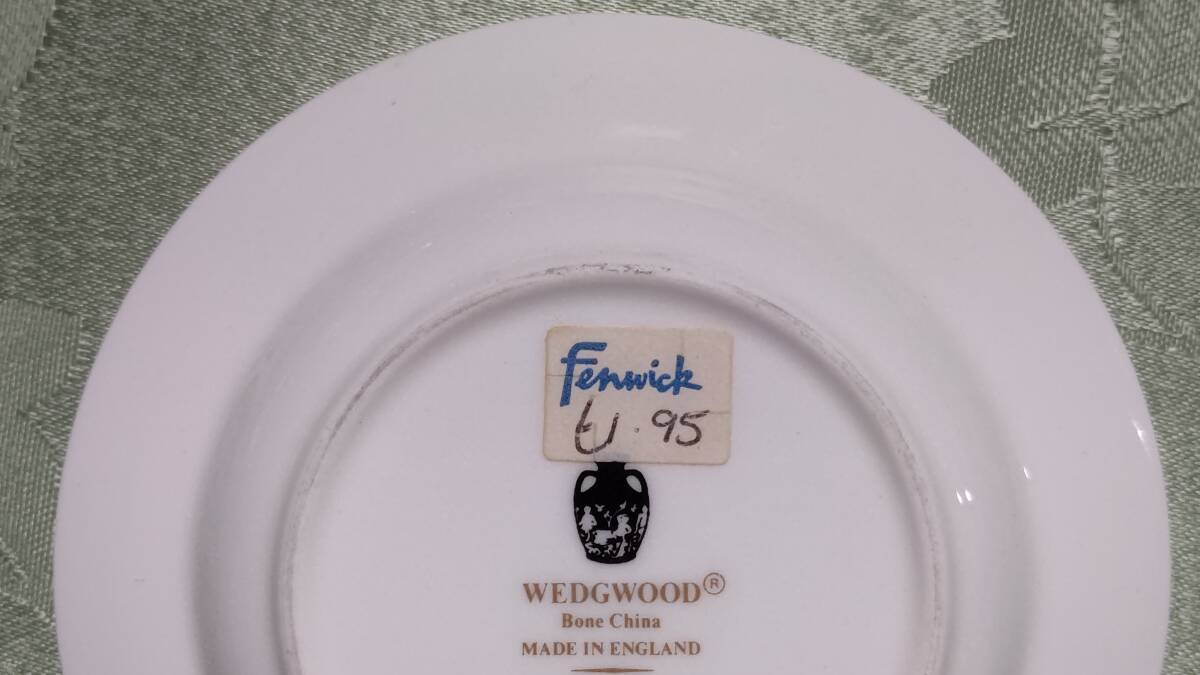 Fenwick
£1.95
WEDGWOOD®
Bone China
MADE IN ENGLAND